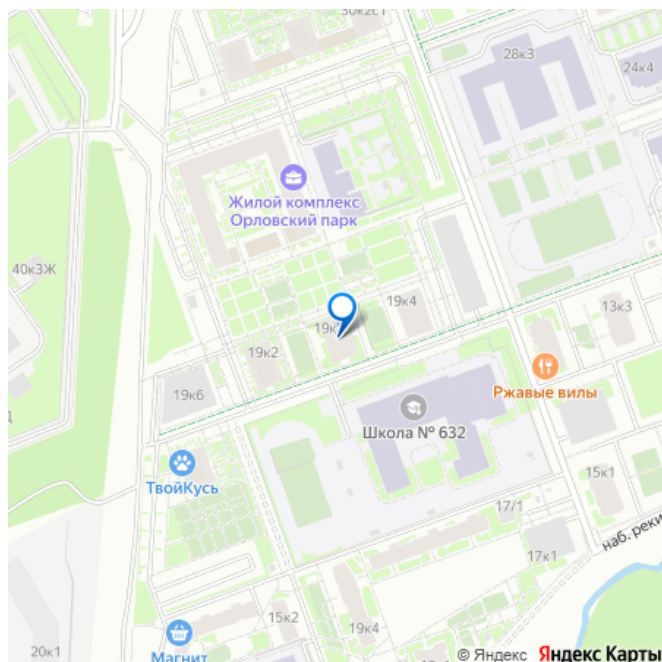 30к2с1
28к3
24к4
Жилой комплекс
Орловский парк
40к3Ж
19к4
13к3
19к
19к2
19к6
Ржавые вилы
Школа № 632
ТвойКусь
15к1
17/1
наб. реки
17к1
15к2
19к4
20к1
Магнит
© Яндекс Яндекс Карты